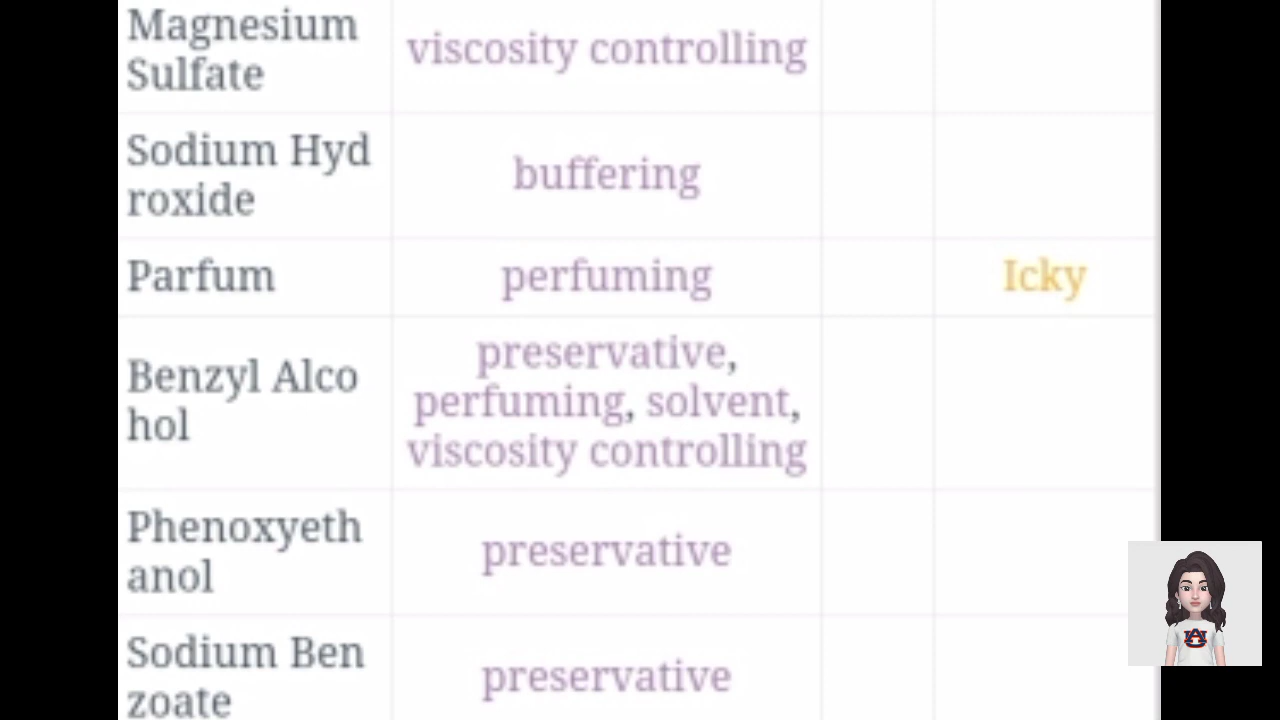 Magnesium
Sulfate
viscosity controlling
Sodium Hyd
roxide
buffering
Parfum
perfuming
Icky
Benzyl Alco
hol
preservative,
perfuming, solvent,
viscosity controlling
Phenoxyeth
anol
preservative
Sodium Ben
zoate
preservative
AU